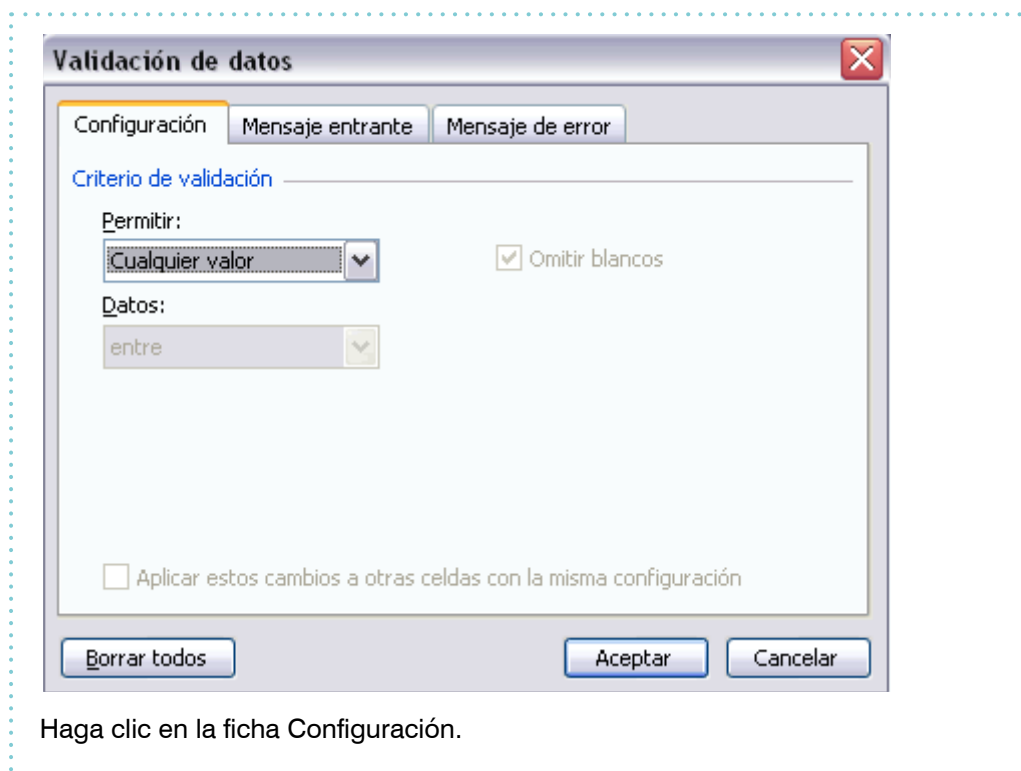 Validación de datos
Configuración Mensaje entrante Mensaje de error
Criterio de validación
Permitir:
Cualquier valor Omitir blancos
Datos:
entre
Aplicar estos cambios a otras celdas con la misma configuración
Borrar todos Aceptar Cancelar
Haga clic en la ficha Configuración.